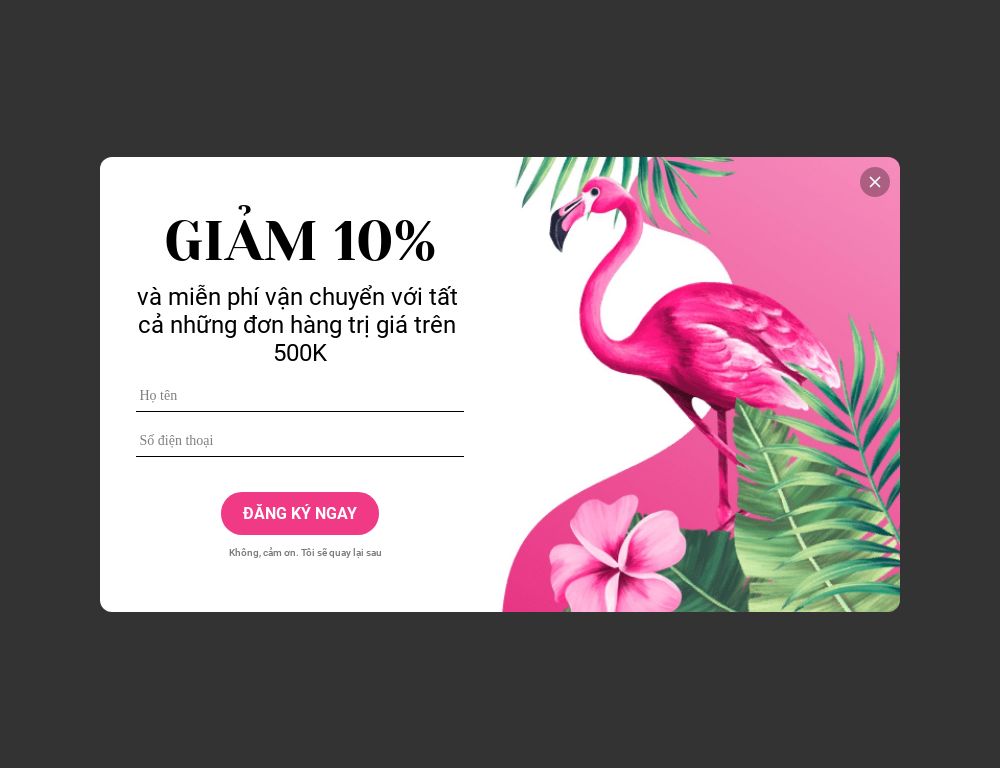 GIẢM 10%
và miễn phí vận chuyển với tất
cả những đơn hàng trị giá trên
500K
Họ tên
Số điện thoại
ĐĂNG KÝ NGAY
Không, cảm ơn. Tôi sẽ quay lại sau